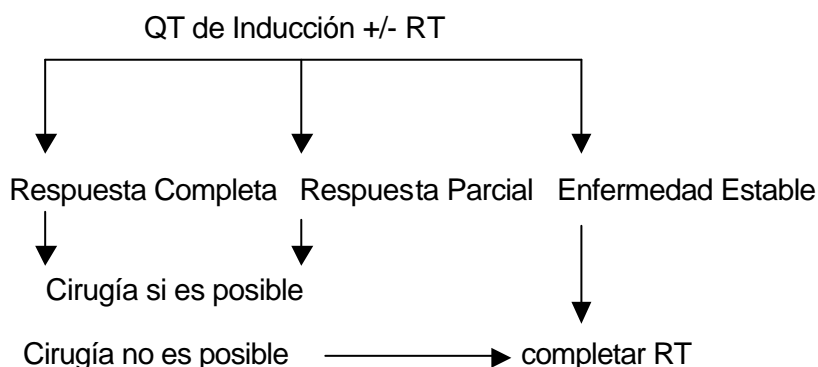 QT de Inducción +/- RT
Respuesta Completa Respuesta Parcial Enfermedad Estable
Cirugía si es posible
Cirugía no es posible completar RT